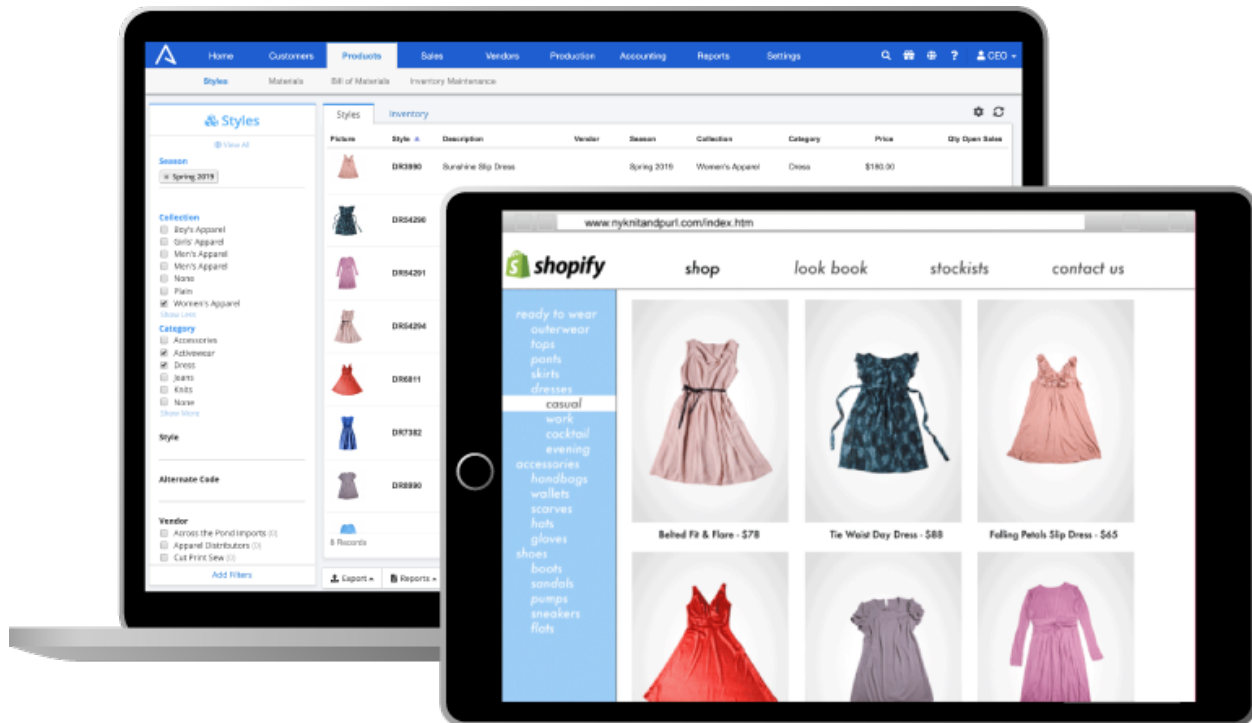 Home Customers Products Sales Vendors Production Accounting Reports Settings ? CEO
Styles Materials Bill of Materials Inventory Maintenance
Styles
View All
Season
× Spring 2019
Collection
Boy's Apparel
Girls' Apparel
Men's Apparel
Men's Apparel
None
Plain
Women's Apparel
Show Less
Category
Accessories
Activewear
Dress
Jeans
Knits
None
Show More
Style
Alternate Code
Vendor
Across the Pond Imports (0)
Apparel Distributors (0)
Cut Print Sew (0)
Add Filters
Styles Inventory
Picture Style Description Vendor Season Collection Category Price Qty Open Sales
DR3990 Sunshine Slip Dress Spring 2019 Women's Apparel Dress $180.00
DR54290
DR54291
DR54294
DR6811
DR7382
DR8990
8 Records
Export Reports
www.nyknitandpurl.com/index.htm
shopify
shop look book stockists contact us
ready to wear
outerwear
tops
pants
skirts
dresses
casual
work
cocktail
evening
accessories
handbags
wallets
scarves
hats
gloves
shoes
boots
sandals
pumps
sneakers
flats
Belted Fit & Flare - $78
Tie Waist Day Dress - $88
Falling Petals Slip Dress - $65